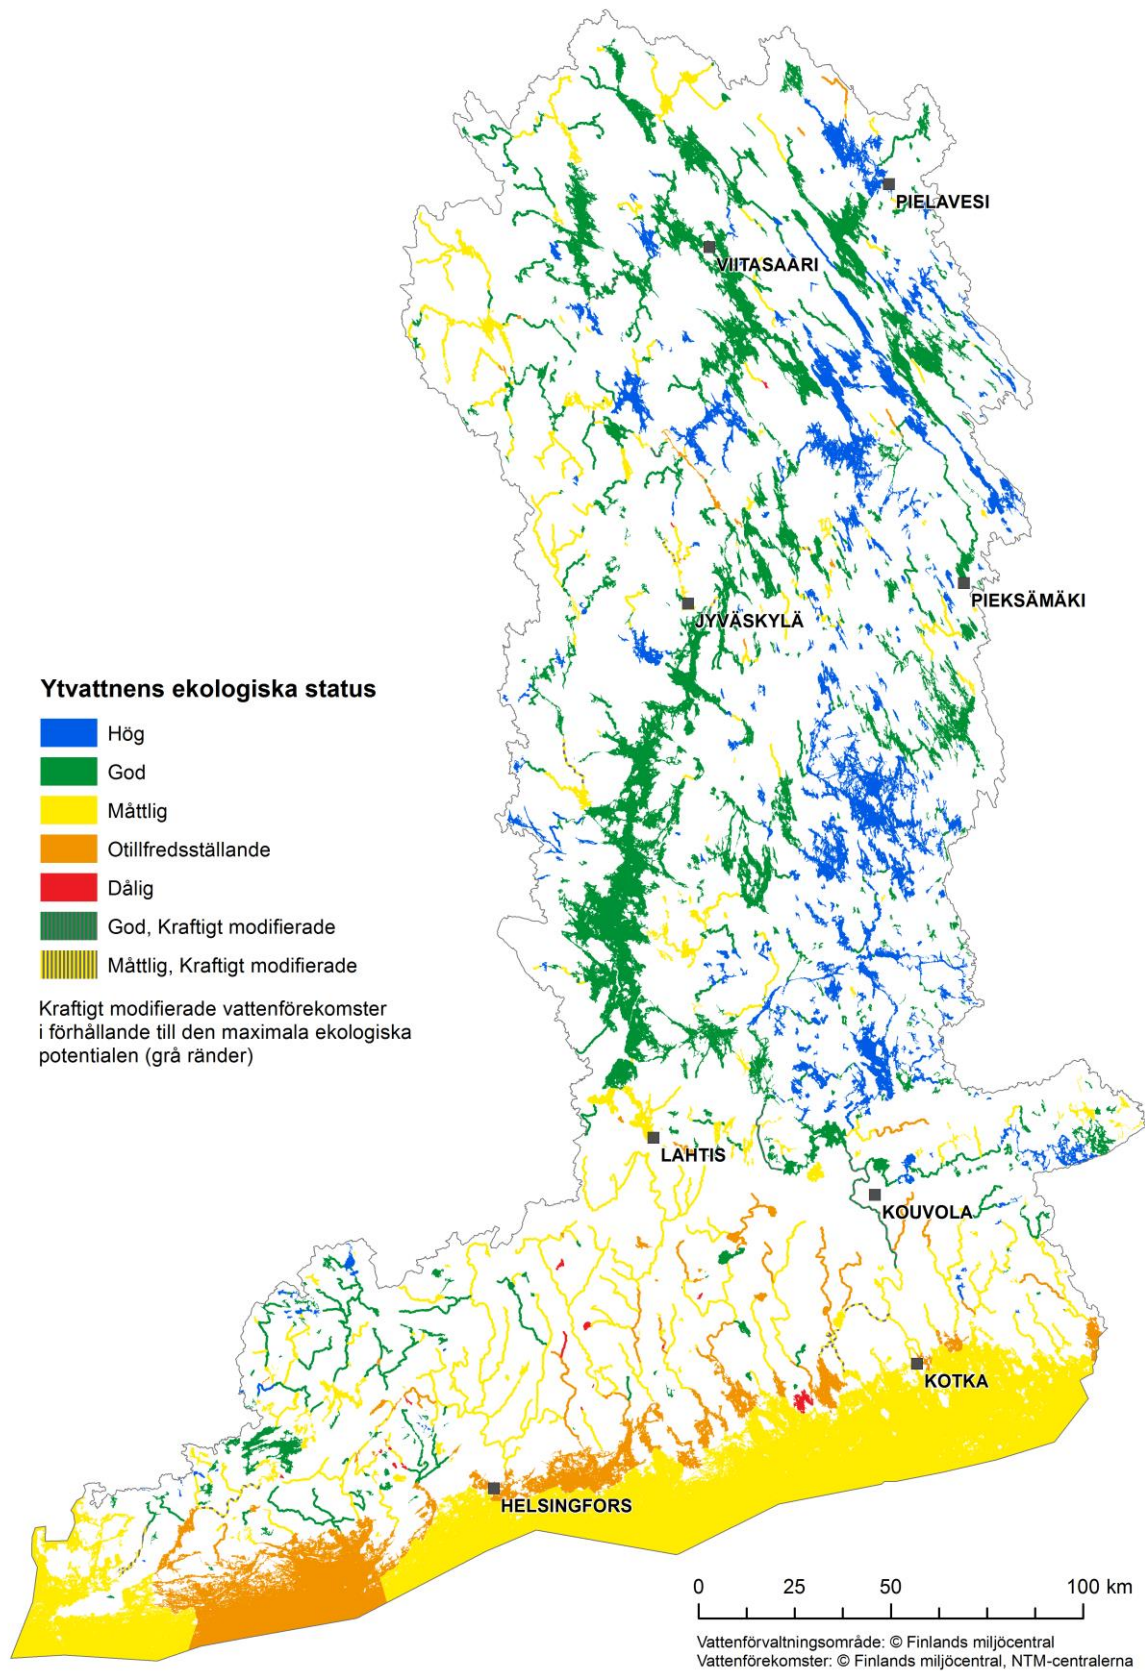 PIELAVESI
VIITASAARI
PIEKSÄMÄKI
JYVÄSKYLÄ
Ytvattnens ekologiska status
Hög
God
Måttlig
Otillfredsställande
Dålig
God, Kraftigt modifierade
Måttlig, Kraftigt modifierade
Kraftigt modifierade vattenförekomster
i förhållande till den maximala ekologiska
potentialen (grå ränder)
LAHTIS
KOUVOLA
KOTKA
HELSINGFORS
0 25 50 100 km
Vattenförvaltningsområde: © Finlands miljöcentral
Vattenförekomster: © Finlands miljöcentral, NTM-centralerna